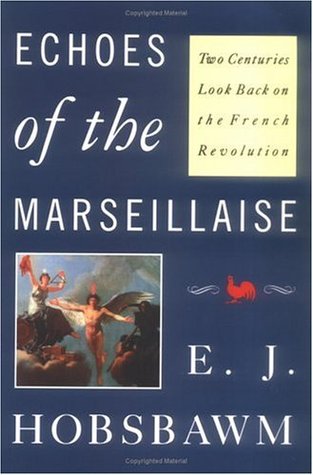 Copyrighted Material
ECHOES
of the
MARSEILLAISE
Two Centuries
Look Back on
the French
Revolution
E. J.
HOBSBAWM
Copyrighted Material